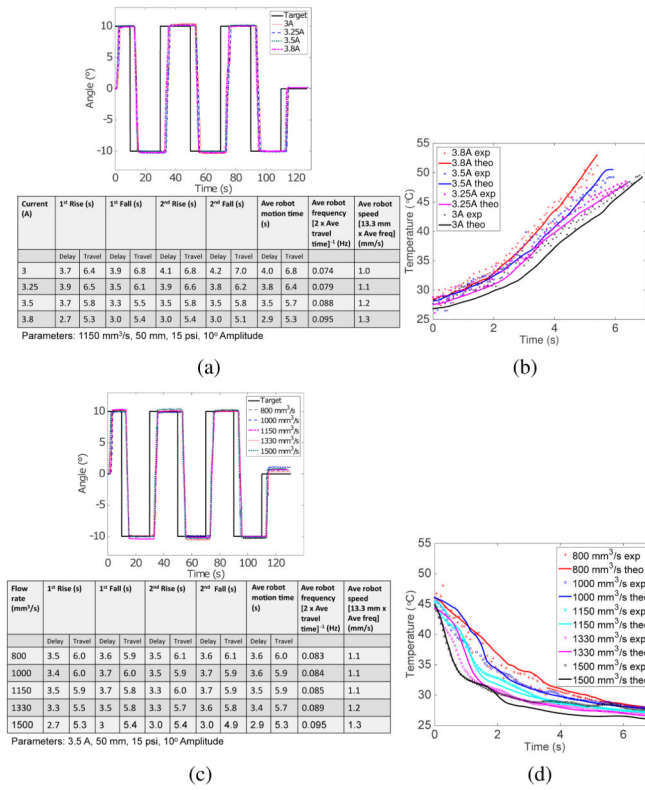 Target
3A
3.25A
3.5A
3.8A
10
5
0
-5
-10
Angle (º)
0 20 40 60 80 100 120
Time (s)
Current (A) 1st Rise (s) 1st Fall (s) 2nd Rise (s) 2nd Fall (s) Ave robot motion time (s) Ave robot frequency [2 x Ave travel time]-1 (Hz) Ave robot speed [13.3 mm x Ave freq] (mm/s)
Delay Travel Delay Travel Delay Travel Delay Travel Delay Travel
3 3.7 6.4 3.9 6.8 4.1 6.8 4.2 7.0 4.0 6.8 0.074 1.0
3.25 3.9 6.5 3.5 6.1 3.9 6.6 3.8 6.2 3.8 6.4 0.079 1.1
3.5 3.7 5.8 3.3 5.5 3.5 5.8 3.5 5.8 3.5 5.7 0.088 1.2
3.8 2.7 5.3 3.0 5.4 3.0 5.4 3.0 5.1 2.9 5.3 0.095 1.3
Parameters: 1150 mm³/s, 50 mm, 15 psi, 10º Amplitude
(a)
55
50
45
40
35
30
25
Temperature (ºC)
3.8A exp
3.8A theo
3.5A exp
3.5A theo
3.25A exp
3.25A theo
3A exp
3A theo
0 2 4 6
Time (s)
(b)
Target
800 mm³/s
1000 mm³/s
1150 mm³/s
1330 mm³/s
1500 mm³/s
10
5
0
-5
-10
Angle (º)
0 20 40 60 80 100 120
Time (s)
Flow rate (mm³/s) 1st Rise (s) 1st Fall (s) 2nd Rise (s) 2nd Fall (s) Ave robot motion time (s) Ave robot frequency [2 x Ave travel time]-1 (Hz) Ave robot speed [13.3 mm x Ave freq] (mm/s)
Delay Travel Delay Travel Delay Travel Delay Travel Delay Travel
800 3.5 6.0 3.6 5.9 3.5 6.1 3.6 6.1 3.6 6.0 0.083 1.1
1000 3.4 6.0 3.7 6.0 3.5 5.9 3.7 5.9 3.6 5.9 0.084 1.1
1150 3.5 5.9 3.7 5.8 3.3 6.0 3.7 5.9 3.5 5.9 0.085 1.1
1330 3.3 5.5 3.5 5.8 3.3 5.7 3.6 5.8 3.4 5.7 0.089 1.2
1500 2.7 5.3 3 5.4 3.0 5.4 3.0 4.9 2.9 5.3 0.095 1.3
Parameters: 3.5 A, 50 mm, 15 psi, 10º Amplitude
(c)
55
50
45
40
35
30
25
Temperature (ºC)
800 mm³/s exp
800 mm³/s theo
1000 mm³/s exp
1000 mm³/s theo
1150 mm³/s exp
1150 mm³/s theo
1330 mm³/s exp
1330 mm³/s theo
1500 mm³/s exp
1500 mm³/s theo
0 2 4 6
Time (s)
(d)